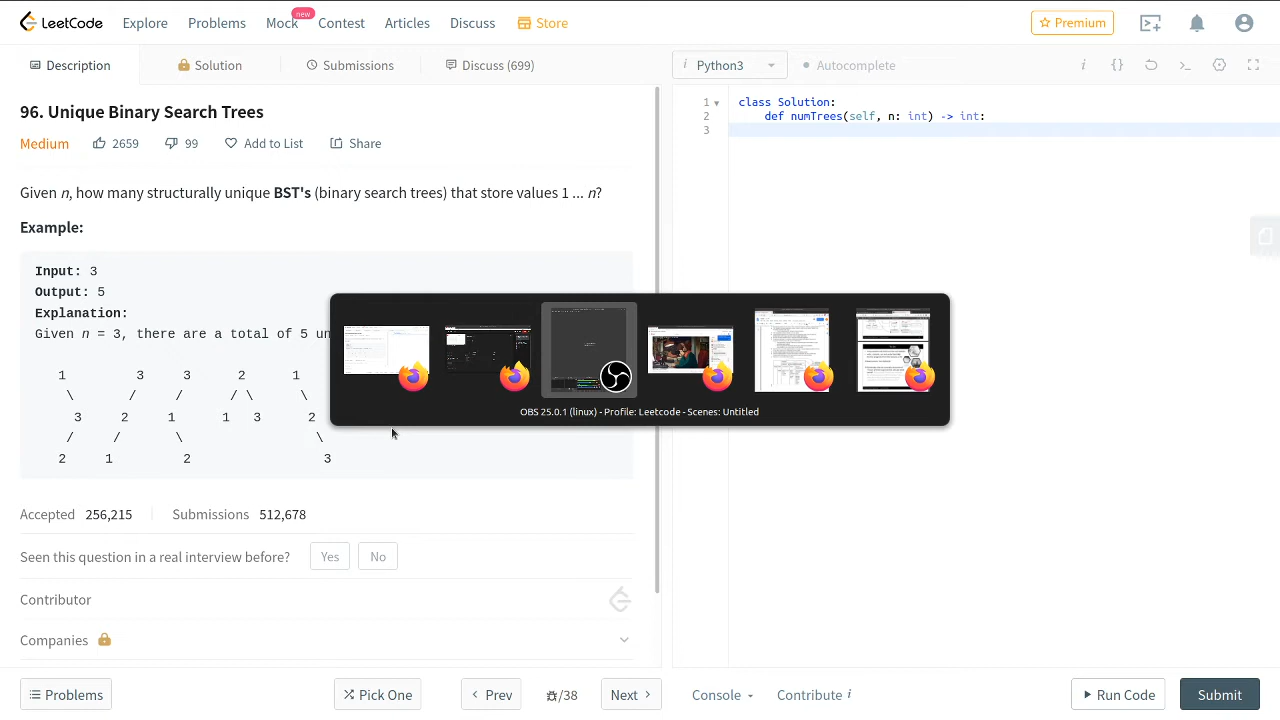 LeetCode Explore Problems Mock new Contest Articles Discuss Store Premium
Description Solution Submissions Discuss (699)
i Python3 Autocomplete i {} >_
96. Unique Binary Search Trees
Medium 2659 99 Add to List Share
Given n, how many structurally unique BST's (binary search trees) that store values 1 ... n?
Example:
Input: 3
Output: 5
Explanation:
Given n = 3, there are a total of 5 un
1 3 3 2 1
\ / / / \ \
3 2 1 1 3 2
/ / \ \
2 1 2 3
Accepted 256,215 Submissions 512,678
Seen this question in a real interview before? Yes No
Contributor
Companies
Problems Pick One Prev /38 Next
1 class Solution:
2 def numTrees(self, n: int) -> int:
3
OBS 25.0.1 (linux) - Profile: Leetcode - Scenes: Untitled
Console Contribute i Run Code Submit